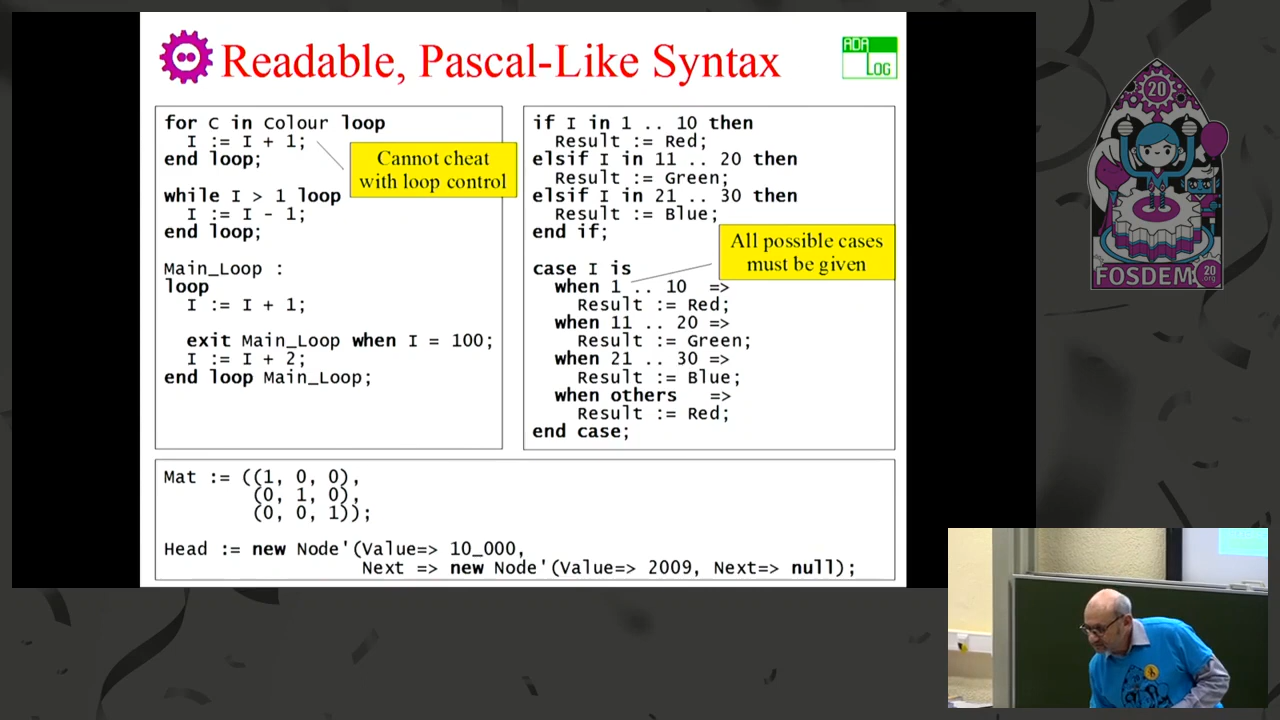 Readable, Pascal-Like Syntax
ADA
LOG
for C in Colour loop
I := I + 1;
end loop;
Cannot cheat
with loop control
while I > 1 loop
I := I - 1;
end loop;
Main_Loop :
loop
I := I + 1;
exit Main_Loop when I = 100;
I := I + 2;
end loop Main_Loop;
if I in 1 .. 10 then
Result := Red;
elsif I in 11 .. 20 then
Result := Green;
elsif I in 21 .. 30 then
Result := Blue;
end if;
All possible cases
must be given
case I is
when 1 .. 10 =>
Result := Red;
when 11 .. 20 =>
Result := Green;
when 21 .. 30 =>
Result := Blue;
when others =>
Result := Red;
end case;
Mat := ((1, 0, 0),
(0, 1, 0),
(0, 0, 1));
Head := new Node'(Value=> 10_000,
Next => new Node'(Value=> 2009, Next=> null);
20
FOSDEM
20
.org